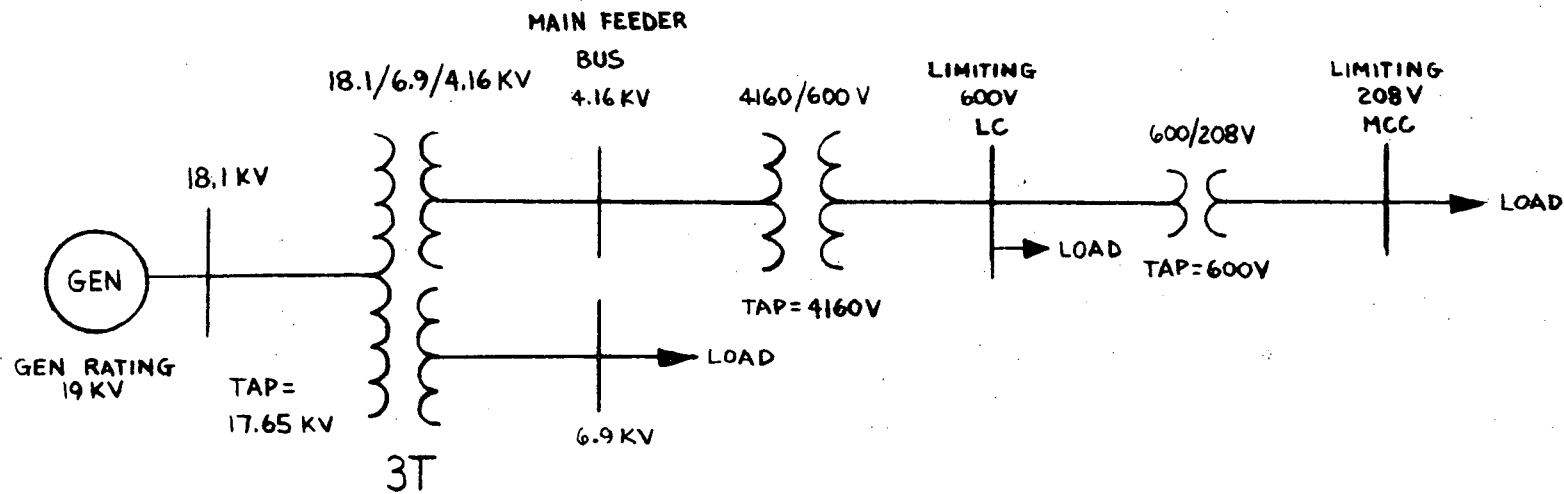 MAIN FEEDER
BUS
4.16 KV
18.1/6.9/4.16 KV
4160/600 V
LIMITING
600V
LC
600/208V
LIMITING
208V
MCC
18.1 KV
GEN
GEN RATING
19 KV
TAP=
17.65 KV
3T
TAP=4160V
LOAD
TAP=600V
LOAD
LOAD
6.9 KV